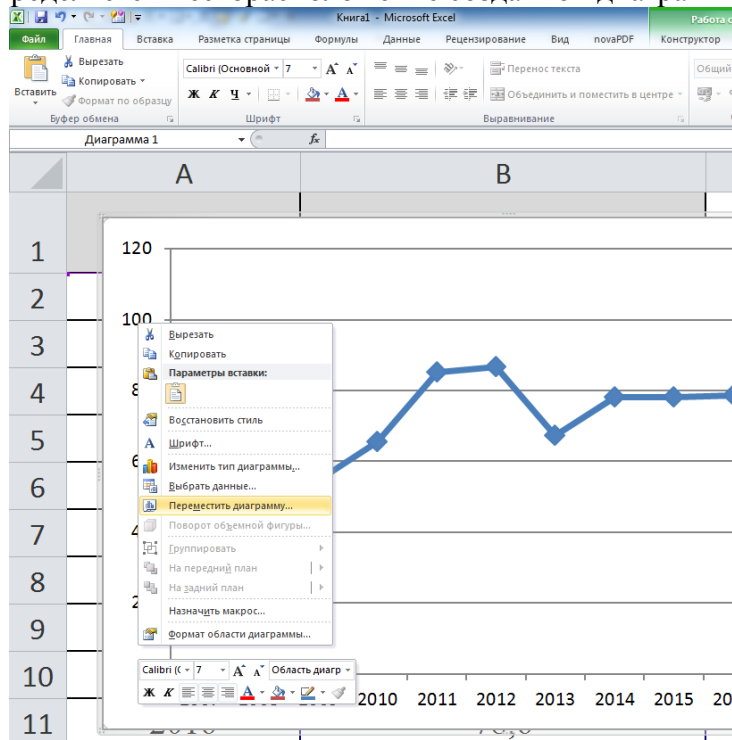 Книга1 - Microsoft Excel
Работа с
Файл Главная Вставка Разметка страницы Формулы Данные Рецензирование Вид novaPDF Конструктор
Вставить
Вырезать
Копировать
Формат по образцу
Буфер обмена
Calibri (Основной 7 A A
Ж К Ч A
Шрифт
Перенос текста
Объединить и поместить в центре
Выравнивание
Общий
Диаграмма 1 fx
A B
1
2
3
4
5
6
7
8
9
10
11
120
100
Вырезать
Копировать
Параметры вставки:
Восстановить стиль
Шрифт...
Изменить тип диаграммы...
Выбрать данные...
Переместить диаграмму...
Поворот объемной фигуры...
Группировать
На передний план
На задний план
Назначить макрос...
Формат области диаграммы...
Calibri (( 7 A A Область диагр
Ж К A
2010 2011 2012 2013 2014 2015 20